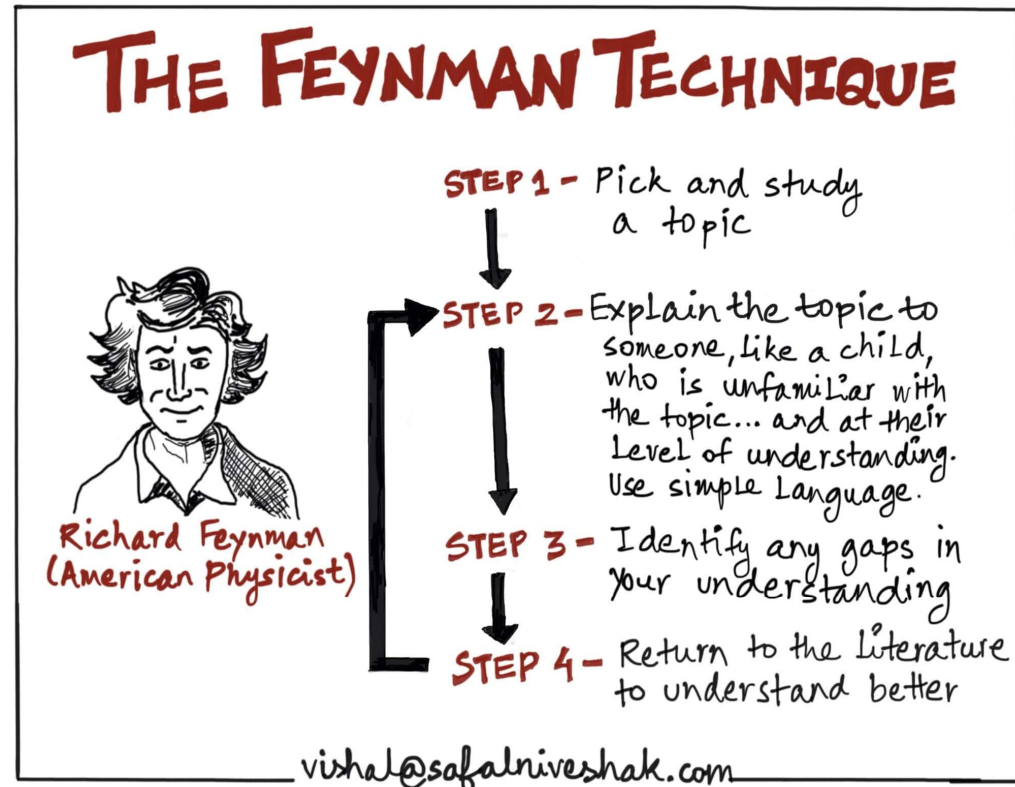 THE FEYNMAN TECHNIQUE
STEP 1 - Pick and study
a topic
STEP 2 - Explain the topic to
someone, like a child,
who is unfamiliar with
the topic... and at their
level of understanding.
Use simple language.
STEP 3 - Identify any gaps in
your understanding
STEP 4 - Return to the literature
to understand better
Richard Feynman
(American Physicist)
vishal@safalniveshak.com